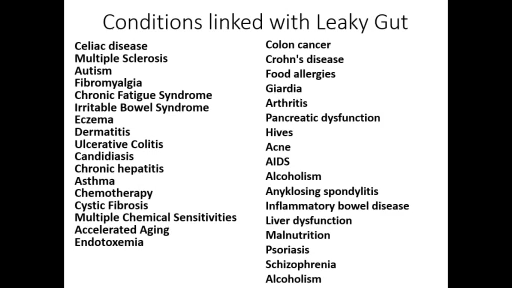 Conditions linked with Leaky Gut
Celiac disease
Multiple Sclerosis
Autism
Fibromyalgia
Chronic Fatigue Syndrome
Irritable Bowel Syndrome
Eczema
Dermatitis
Ulcerative Colitis
Candidiasis
Chronic hepatitis
Asthma
Chemotherapy
Cystic Fibrosis
Multiple Chemical Sensitivities
Accelerated Aging
Endotoxemia
Colon cancer
Crohn's disease
Food allergies
Giardia
Arthritis
Pancreatic dysfunction
Hives
Acne
AIDS
Alcoholism
Anyklosing spondylitis
Inflammatory bowel disease
Liver dysfunction
Malnutrition
Psoriasis
Schizophrenia
Alcoholism